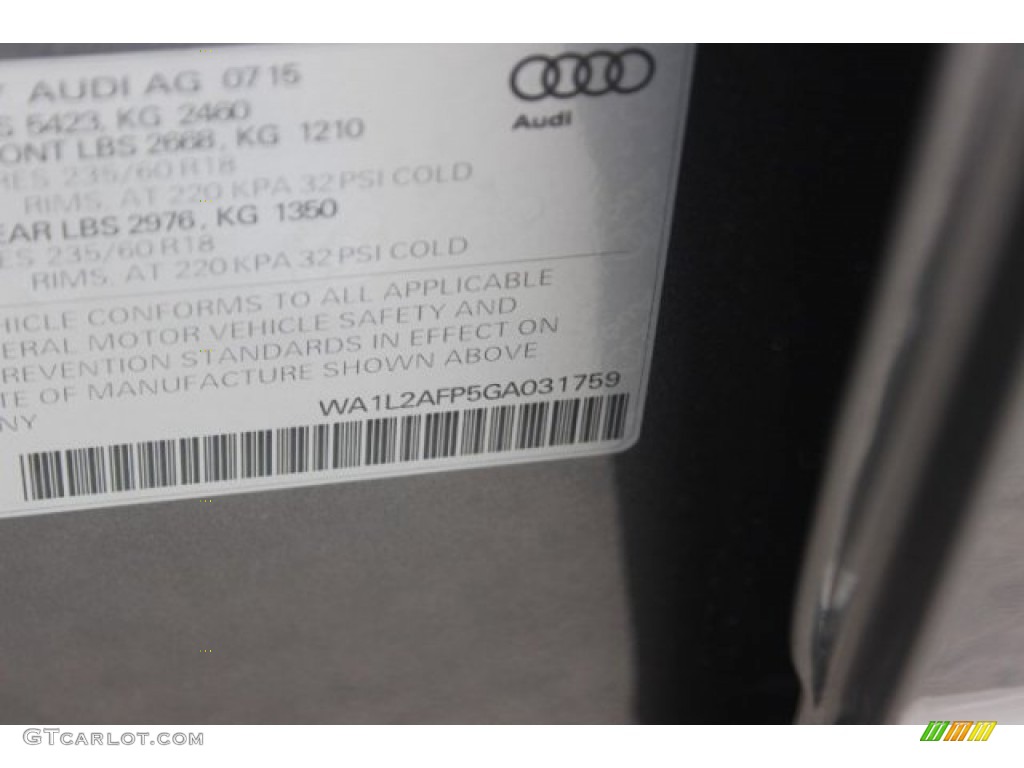 AUDI AG 07 15
S 5423, KG 2460
ONT LBS 2668, KG 1210
RES 235/60 R18
RIMS, AT 220 KPA 32 PSI COLD
EAR LBS 2976, KG 1350
ES 235/60 R18
RIMS, AT 220 KPA 32 PSI COLD
Audi
HICLE CONFORMS TO ALL APPLICABLE
ERAL MOTOR VEHICLE SAFETY AND
REVENTION STANDARDS IN EFFECT ON
TE OF MANUFACTURE SHOWN ABOVE
NY
WA1L2AFP5GA031759
GTcarlot.com